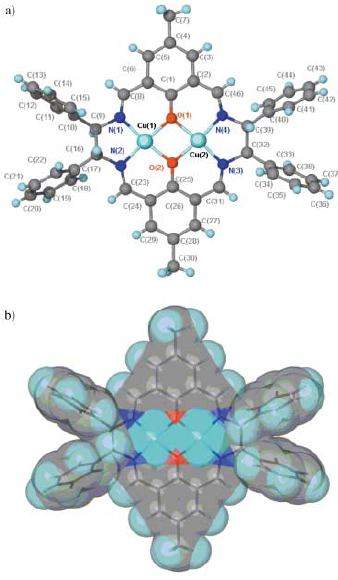 a)
C(7)
C(4)
C(5) C(3)
C(6)
C(2)
C(13) C(14) C(1) C(44) C(43)
C(12) C(15) C(9) C(8) C(46) C(45) C(42)
C(11) O(1) C(41)
C(10) N(1) Cu(1) N(4) C(39) C(40)
C(16) Cu(2) C(32)
C(22) C(17) N(2) O(2) N(3) C(33) C(38)
C(21) C(18) C(23) C(25) C(37)
C(19) C(24) C(26) C(31) C(34) C(35)
C(20) C(27) C(36)
C(29) C(28)
C(30)
b)